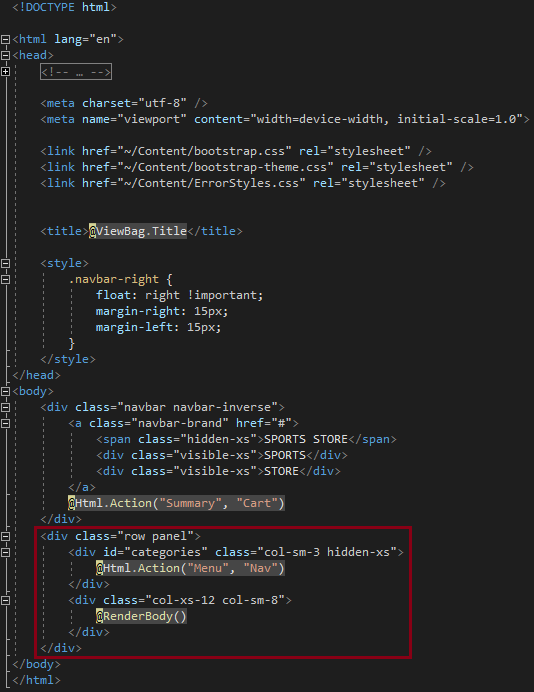 <!DOCTYPE html>
<html lang="en">
<head>
<!-- … -->
<meta charset="utf-8" />
<meta name="viewport" content="width=device-width, initial-scale=1.0">
<link href="~/Content/bootstrap.css" rel="stylesheet" />
<link href="~/Content/bootstrap-theme.css" rel="stylesheet" />
<link href="~/Content/ErrorStyles.css" rel="stylesheet" />
<title>@ViewBag.Title</title>
<style>
.navbar-right {
float: right !important;
margin-right: 15px;
margin-left: 15px;
}
</style>
</head>
<body>
<div class="navbar navbar-inverse">
<a class="navbar-brand" href="#">
<span class="hidden-xs">SPORTS STORE</span>
<div class="visible-xs">SPORTS</div>
<div class="visible-xs">STORE</div>
</a>
@Html.Action("Summary", "Cart")
</div>
<div class="row panel">
<div id="categories" class="col-sm-3 hidden-xs">
@Html.Action("Menu", "Nav")
</div>
<div class="col-xs-12 col-sm-8">
@RenderBody()
</div>
</div>
</body>
</html>